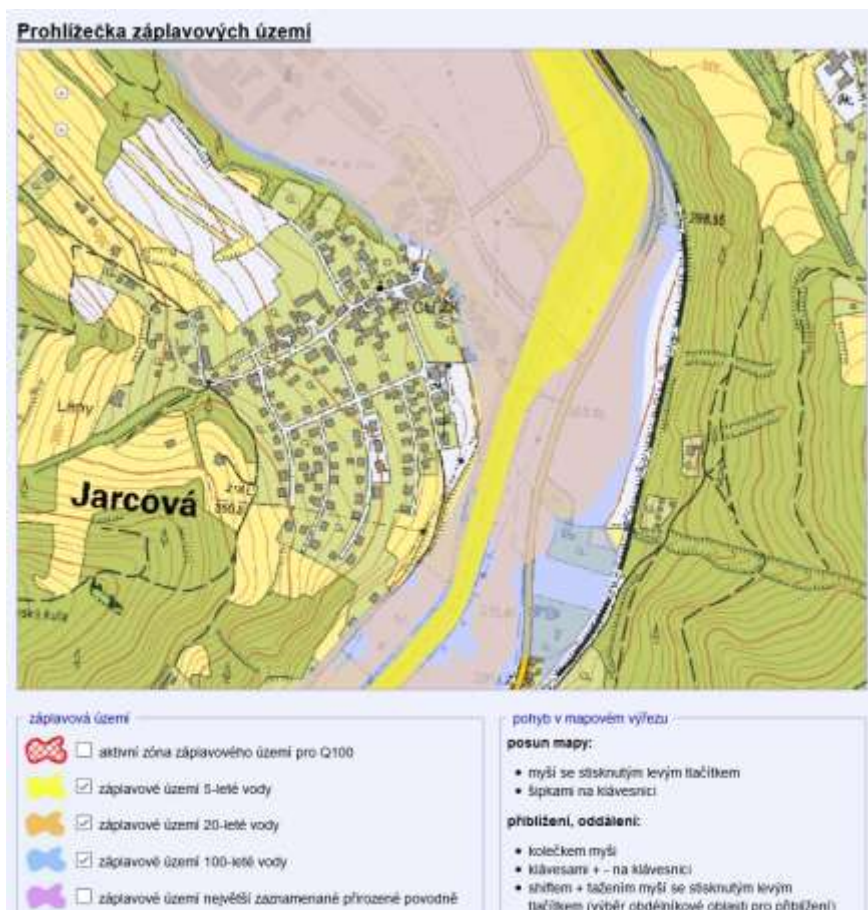 Prohlížečka záplavových území
Jarcová
záplavová území
aktivní zóna záplavového území pro Q100
záplavové území 5-leté vody
záplavové území 20-leté vody
záplavové území 100-leté vody
záplavové území největší zaznamenané přirozené povodně
pohyb v mapovém výřezu
posun mapy:
• myší se stisknutým levým tlačítkem
• šipkami na klávesnici
přiblížení, oddálení:
• kolečkem myši
• klávesami + - na klávesnici
• shiftem + tažením myší se stisknutým levým
tlačítkem (výběr obdélníkové oblasti pro přiblížení)